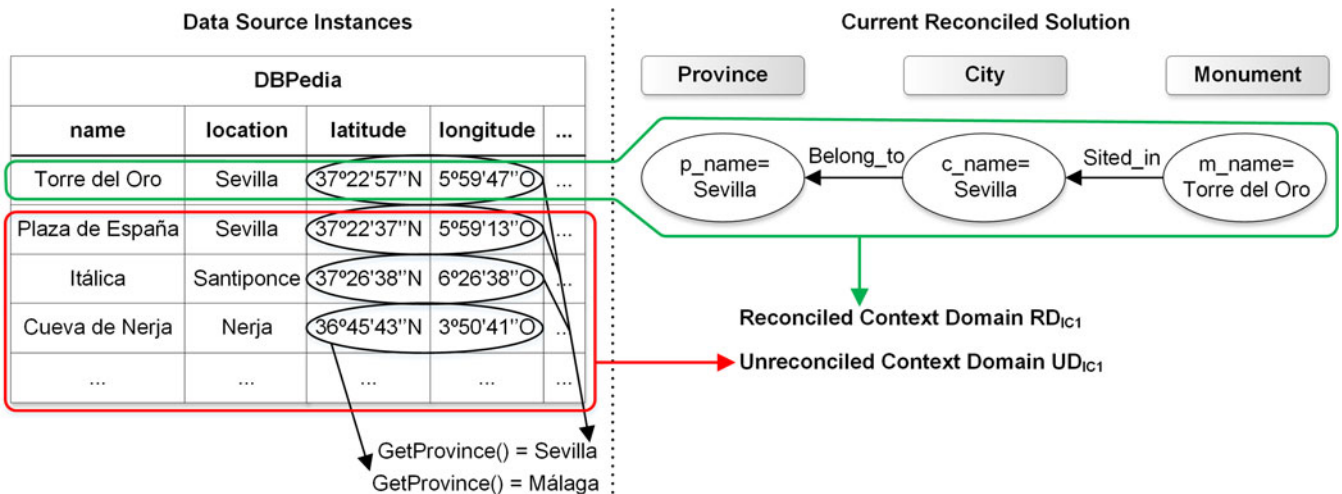 Data Source Instances
Current Reconciled Solution
DBPedia
name location latitude longitude ...
Torre del Oro Sevilla 37º22'57''N 5º59'47''O ...
Plaza de España Sevilla 37º22'37''N 5º59'13''O ...
Itálica Santiponce 37º26'38''N 6º26'38''O ...
Cueva de Nerja Nerja 36º45'43''N 3º50'41''O ...
... ... ... ... ...
GetProvince() = Sevilla
GetProvince() = Málaga
Province City Monument
p_name=
Sevilla
Belong_to
c_name=
Sevilla
Sited_in
m_name=
Torre del Oro
Reconciled Context Domain RDIC1
Unreconciled Context Domain UDIC1